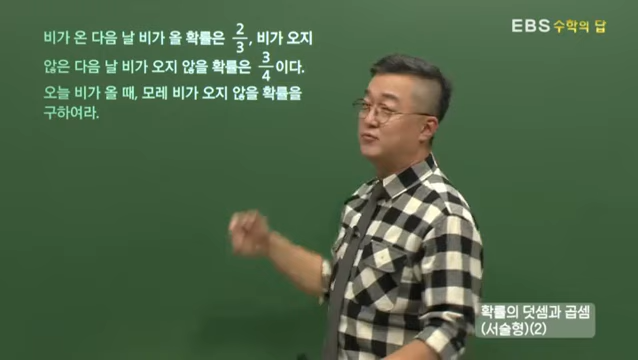 비가 온 다음 날 비가 올 확률은 2/3, 비가 오지
않은 다음 날 비가 오지 않을 확률은 3/4이다.
오늘 비가 올 때, 모레 비가 오지 않을 확률을
구하여라.
EBS 수학의 답
확률의 덧셈과 곱셈
(서술형)(2)